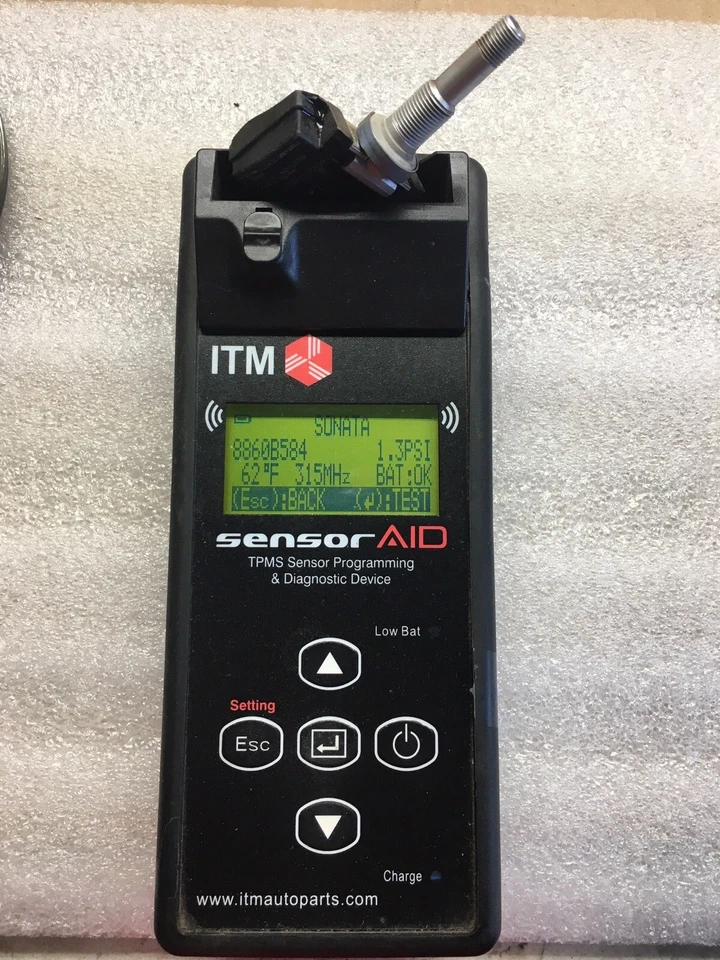 ITM
SONATA
8860B584 1.3PSI
62°F 315MHz BAT:OK
(Esc):BACK (↵):TEST
sensorAID
TPMS Sensor Programming
& Diagnostic Device
Low Bat
Setting
Esc
Charge
www.itmautoparts.com